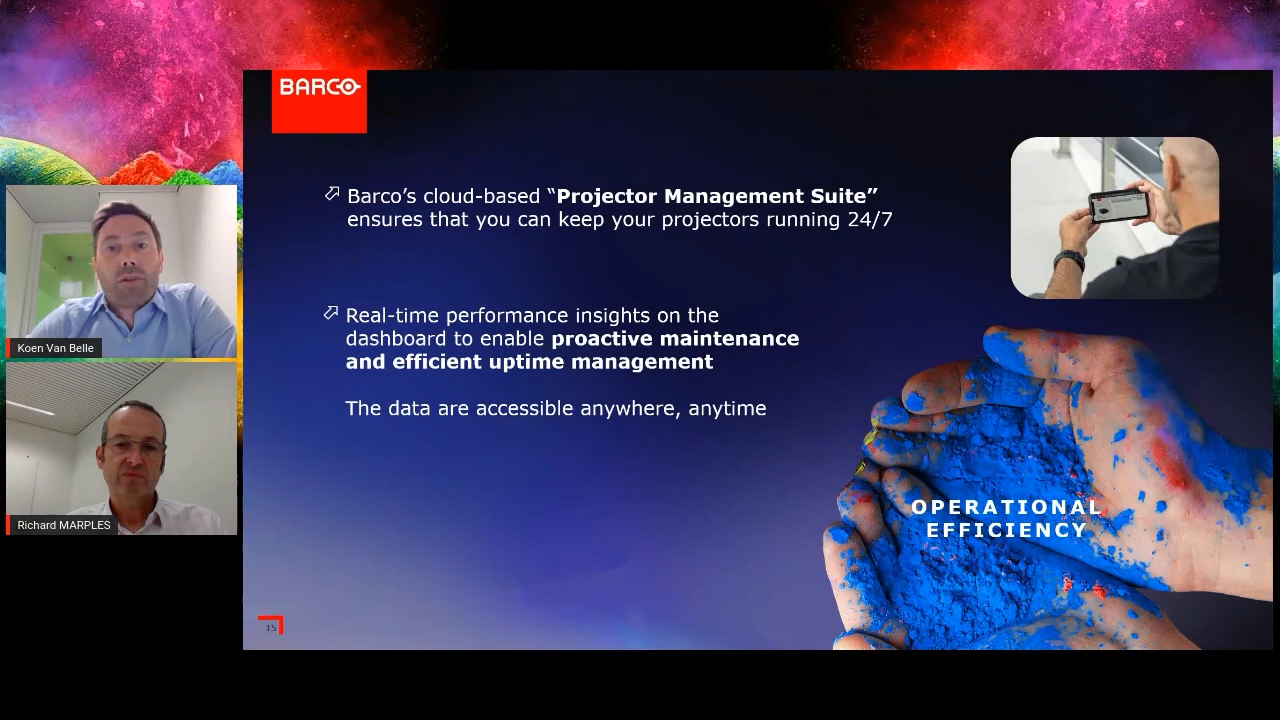 BARCO
Barco’s cloud-based “Projector Management Suite”
ensures that you can keep your projectors running 24/7
Real-time performance insights on the
dashboard to enable proactive maintenance
and efficient uptime management
The data are accessible anywhere, anytime
OPERATIONAL
EFFICIENCY
15
Koen Van Belle
Richard MARPLES